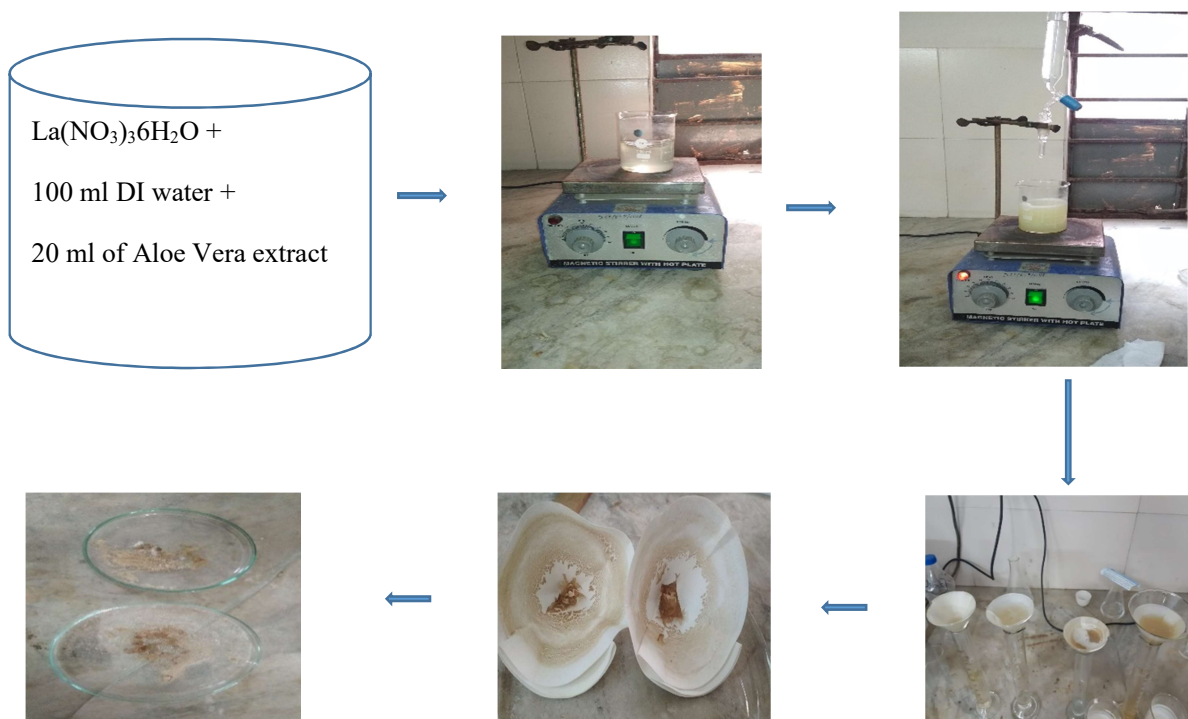 La(NO₃)₃6H₂O +
100 ml DI water +
20 ml of Aloe Vera extract
MAGNETIC STIRRER WITH HOT PLATE
MAGNETIC STIRRER WITH HOT PLATE